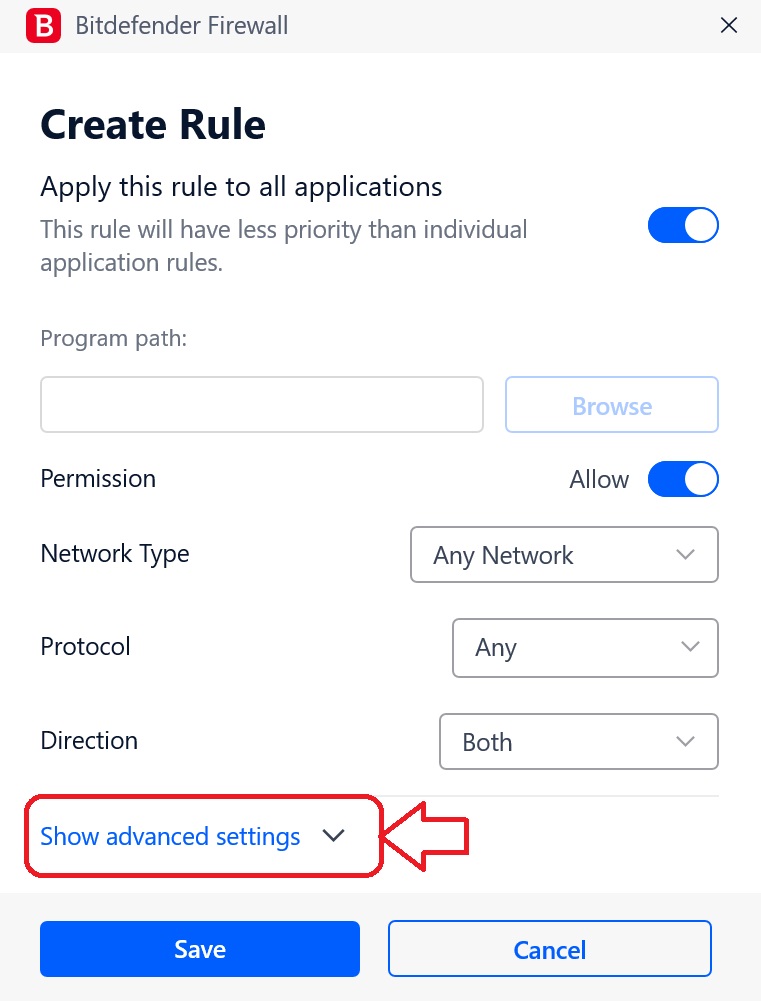 B Bitdefender Firewall
Create Rule
Apply this rule to all applications
This rule will have less priority than individual
application rules.
Program path:
Browse
Permission Allow
Network Type Any Network
Protocol Any
Direction Both
Show advanced settings
Save Cancel